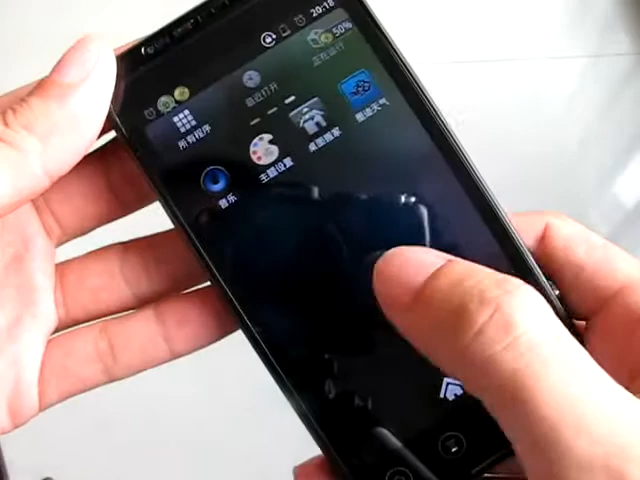 20:18
50%
正在运行
最近打开
所有程序
主题设置
桌面搬家
墨迹天气
音乐